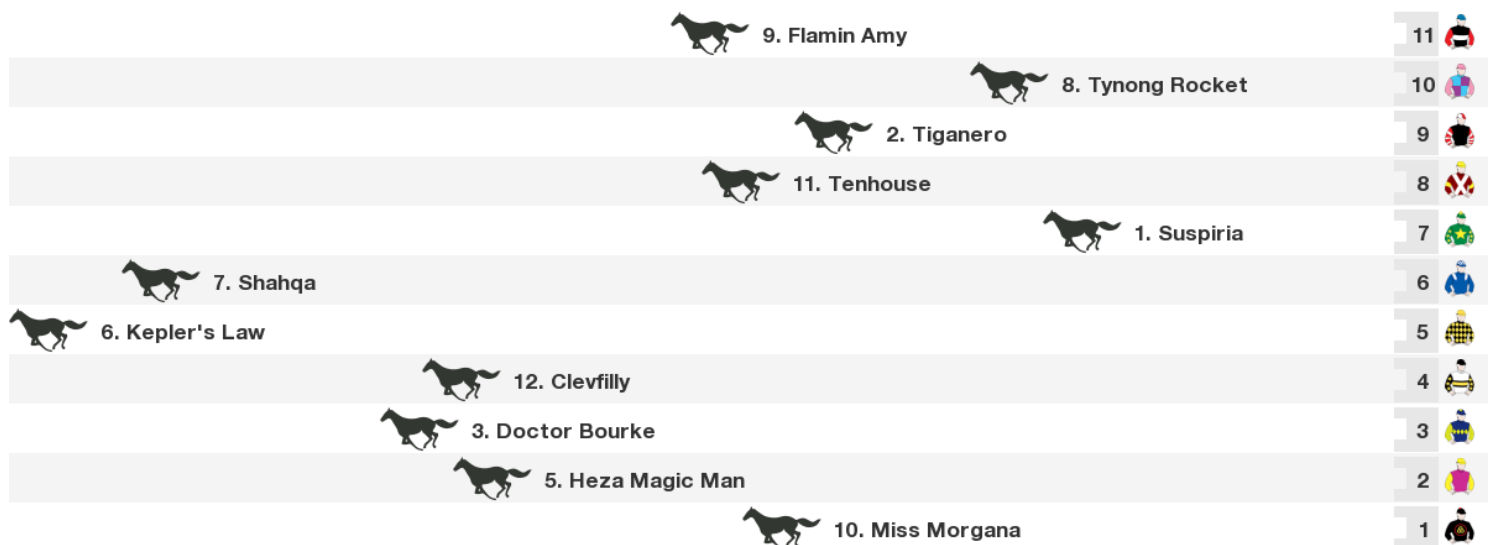 9. Flamin Amy 11
8. Tynong Rocket 10
2. Tiganero 9
11. Tenhouse 8
1. Suspiria 7
7. Shahqa 6
6. Kepler's Law 5
12. Clevfilly 4
3. Doctor Bourke 3
5. Heza Magic Man 2
10. Miss Morgana 1